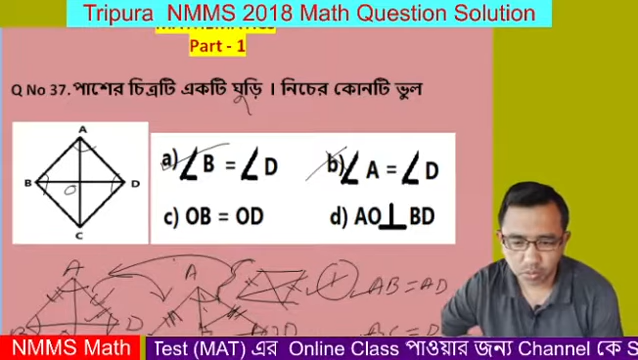 Tripura NMMS 2018 Math Question Solution
Part - 1
Q No 37. পাশের চিত্রটি একটি ঘুড়ি । নিচের কোনটি ভুল
A
B
O
D
C
a) ∠B = ∠D
b) ∠A = ∠D
c) OB = OD
d) AO⊥BD
A
A
AB = AD
B
D
NMMS Math
Test (MAT) এর Online Class পাওয়ার জন্য Channel কে S